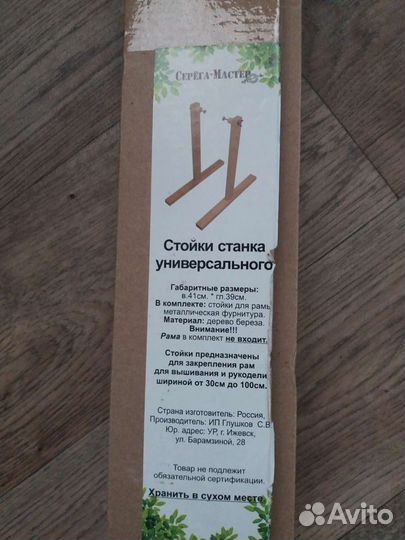 Серёга-Мастер
Стойки станка
универсального
Габаритные размеры:
в.41см. * гл.39см.
В комплекте: стойки для рамы
металлическая фурнитура.
Материал: дерево береза.
Внимание!!!
Рама в комплект не входит.
Стойки предназначены
для закрепления рам
для вышивания и рукодели
шириной от 30см до 100см.
Страна изготовитель: Россия,
Производитель: ИП Глушков С.В
Юр. адрес: УР, г. Ижевск,
ул. Барамзиной, 28
Товар не подлежит
обязательной сертификации.
Хранить в сухом месте
Avito